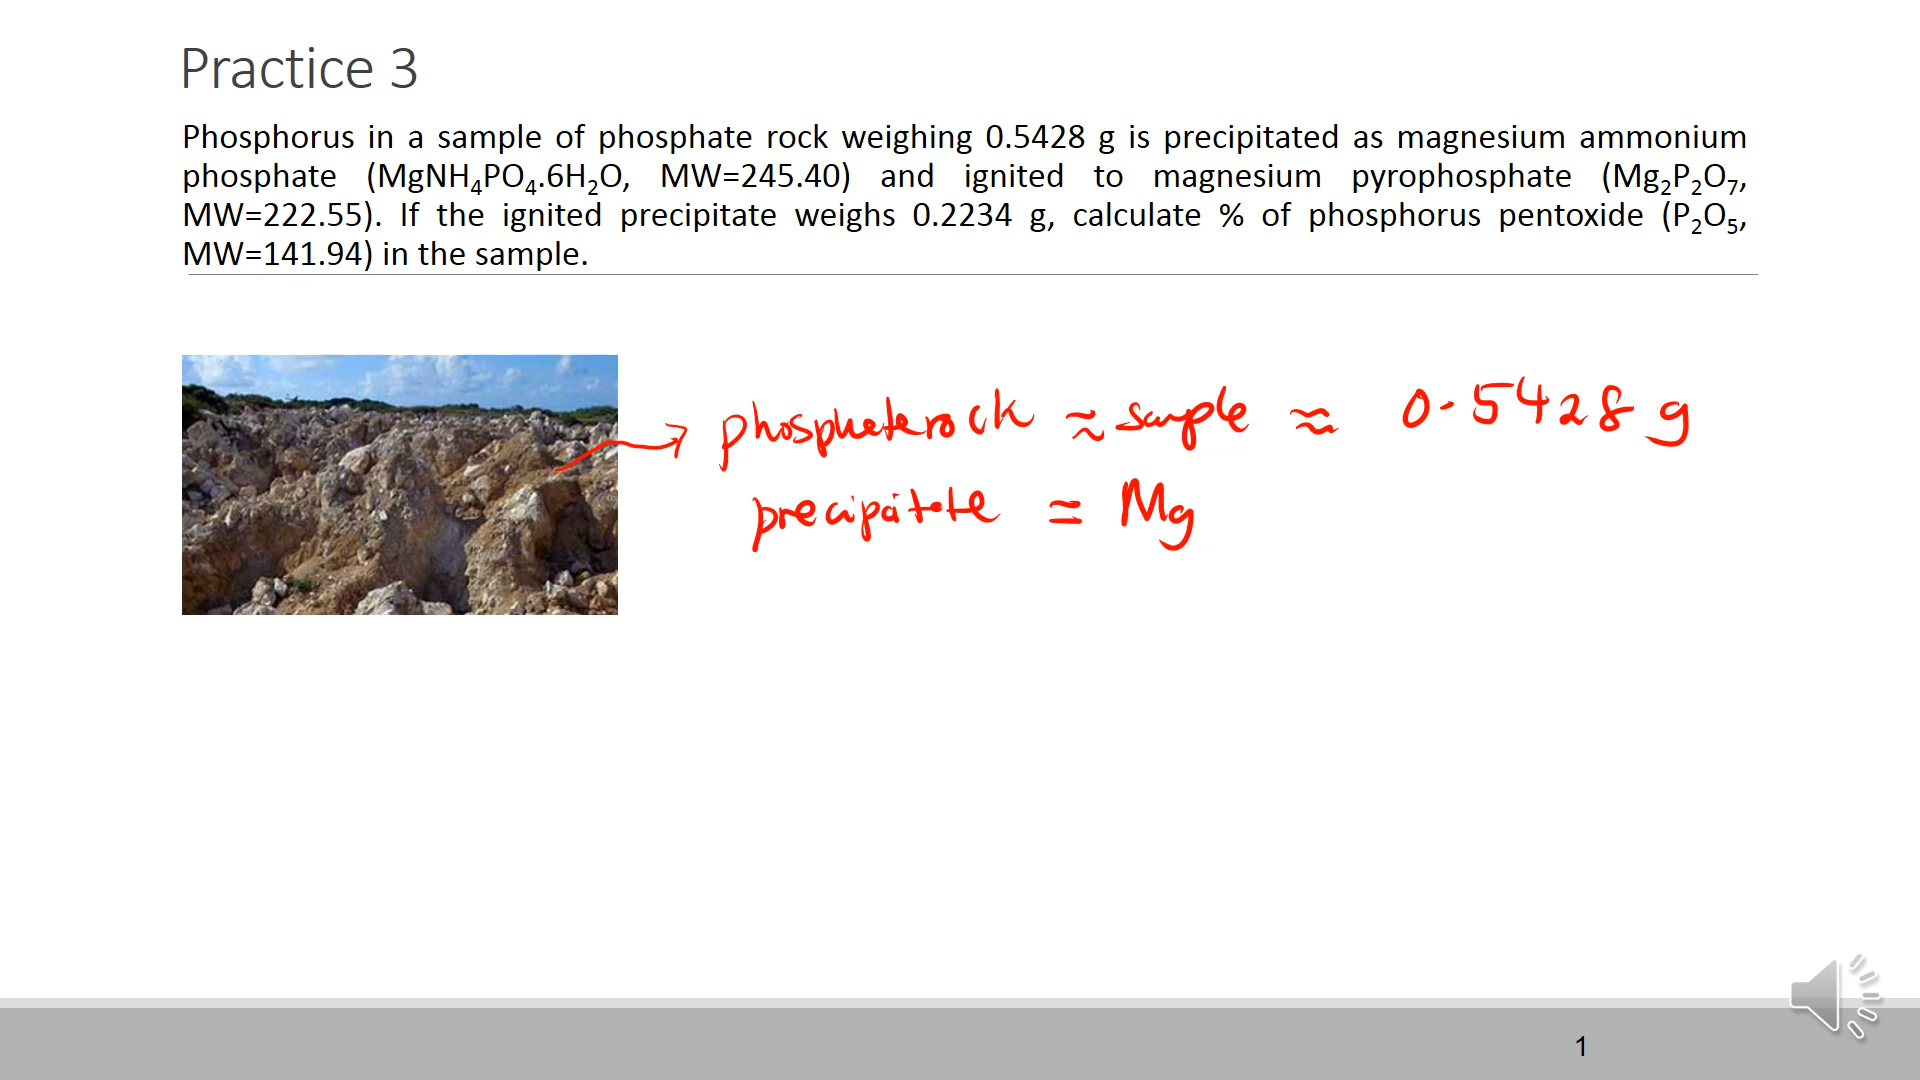 Practice 3
Phosphorus in a sample of phosphate rock weighing 0.5428 g is precipitated as magnesium ammonium
phosphate (MgNH₄PO₄.6H₂O, MW=245.40) and ignited to magnesium pyrophosphate (Mg₂P₂O₇,
MW=222.55). If the ignited precipitate weighs 0.2234 g, calculate % of phosphorus pentoxide (P₂O₅,
MW=141.94) in the sample.
phosphate rock ≈ sample ≈ 0.5428 g
precipitate = Mg
1